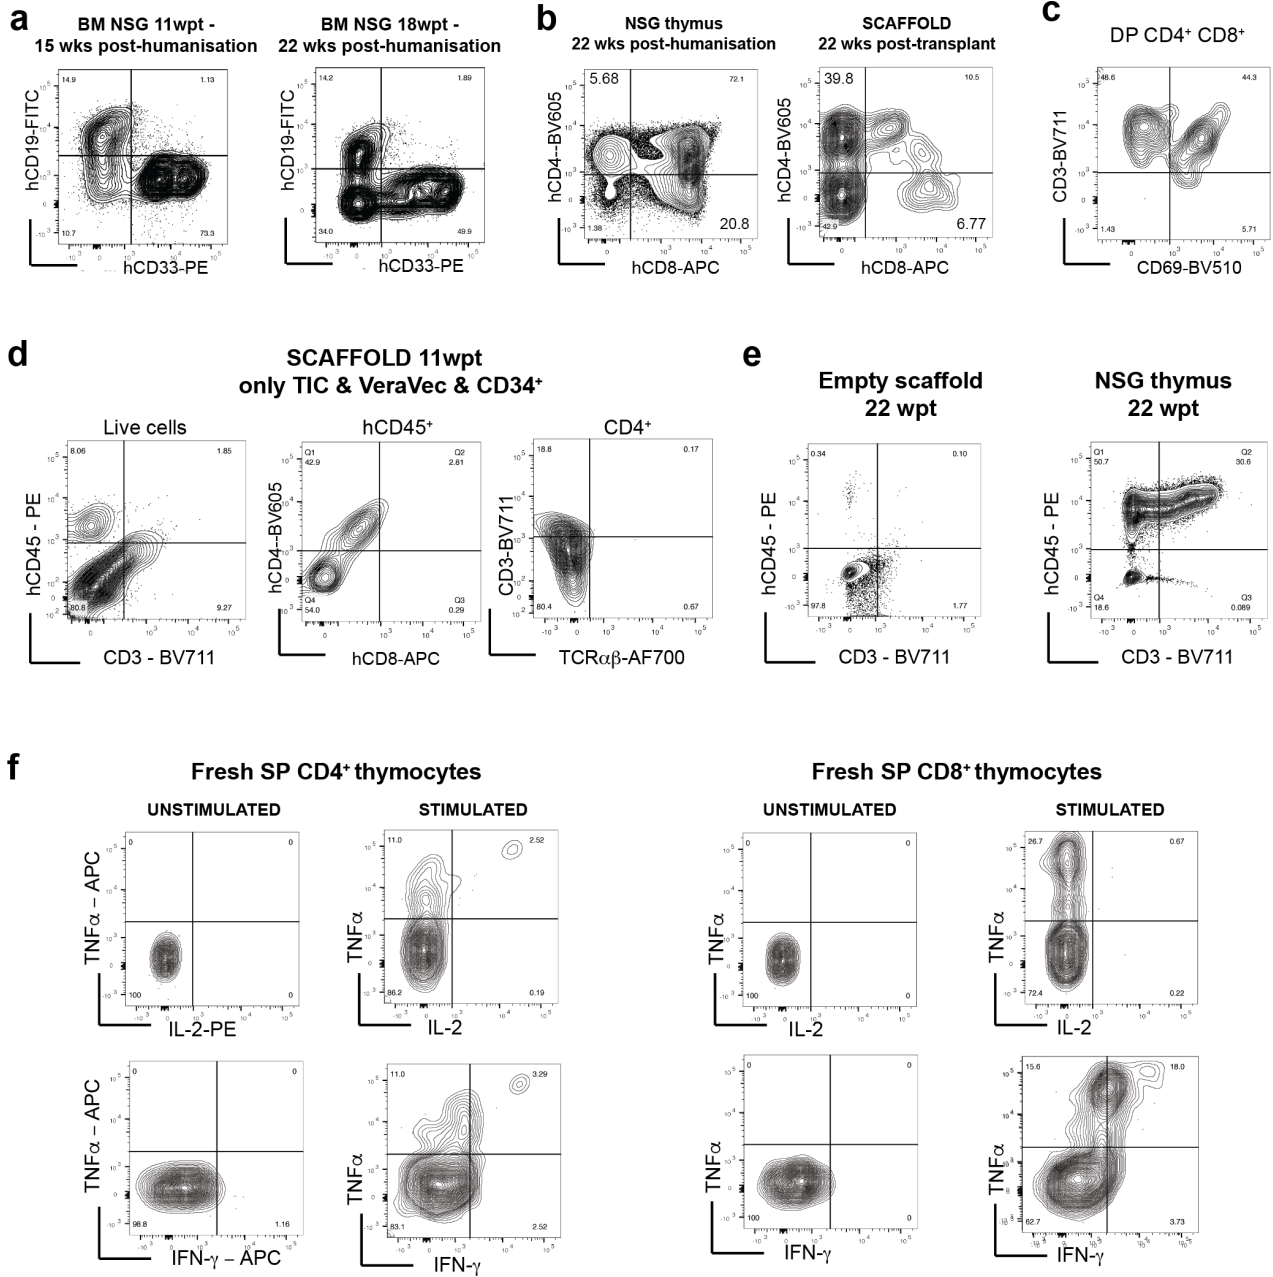 a
BM NSG 11wpt -
15 wks post-humanisation
BM NSG 18wpt -
22 wks post-humanisation
hCD19-FITC
14.9
1.13
10.7
73.3
hCD33-PE
hCD19-FITC
14.2
1.89
34.0
49.9
hCD33-PE
b
NSG thymus
22 wks post-humanisation
SCAFFOLD
22 wks post-transplant
hCD4--BV605
5.68
72.1
1.38
20.8
hCD8-APC
hCD4-BV605
39.8
10.5
42.9
6.77
hCD8-APC
c
DP CD4+ CD8+
CD3-BV711
48.6
44.3
1.43
5.71
CD69-BV510
d
SCAFFOLD 11wpt
only TIC & VeraVec & CD34+
Live cells
hCD45 - PE
8.06
1.85
80.8
9.27
CD3 - BV711
hCD45+
hCD4--BV605
Q1
42.9
Q2
2.81
Q4
54.0
Q3
0.29
hCD8-APC
CD4+
CD3-BV711
18.8
0.17
80.4
0.67
TCRαβ-AF700
e
Empty scaffold
22 wpt
hCD45 - PE
0.34
0.10
97.8
1.77
CD3 - BV711
NSG thymus
22 wpt
hCD45 - PE
Q1
50.7
Q2
30.6
Q4
18.6
Q3
0.089
CD3 - BV711
f
Fresh SP CD4+ thymocytes
Fresh SP CD8+ thymocytes
UNSTIMULATED
STIMULATED
UNSTIMULATED
STIMULATED
TNFα – APC
0
0
100
0
IL-2-PE
TNFα
11.0
2.52
86.2
0.19
IL-2
TNFα
0
0
100
0
IL-2
TNFα
26.7
0.67
72.4
0.22
IL-2
TNFα – APC
0
0
98.8
1.16
IFN-γ – APC
TNFα
11.0
3.29
83.1
2.52
IFN-γ
TNFα
0
0
100
0
IFN-γ
TNFα
15.6
18.0
62.7
3.73
IFN-γ